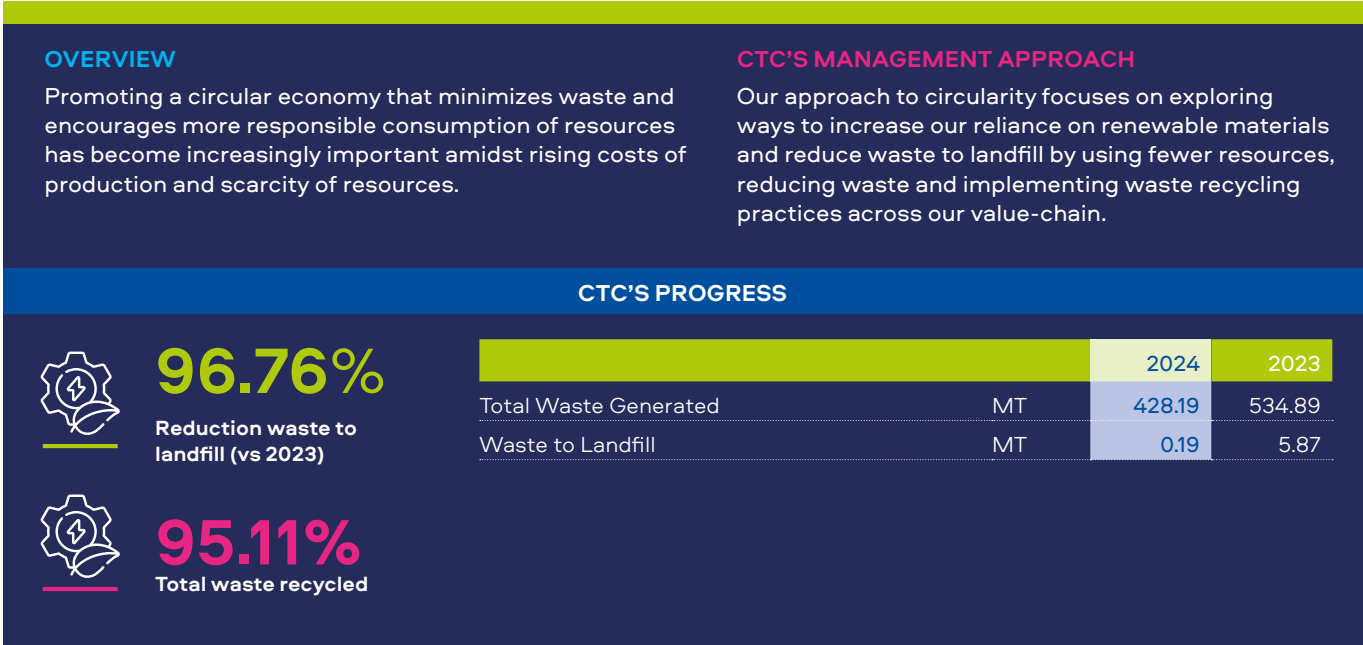 OVERVIEW
Promoting a circular economy that minimizes waste and
encourages more responsible consumption of resources
has become increasingly important amidst rising costs of
production and scarcity of resources.
CTC'S MANAGEMENT APPROACH
Our approach to circularity focuses on exploring
ways to increase our reliance on renewable materials
and reduce waste to landfill by using fewer resources,
reducing waste and implementing waste recycling
practices across our value-chain.
CTC'S PROGRESS
96.76%
Reduction waste to
landfill (vs 2023)
95.11%
Total waste recycled
2024 2023
Total Waste Generated MT 428.19 534.89
Waste to Landfill MT 0.19 5.87